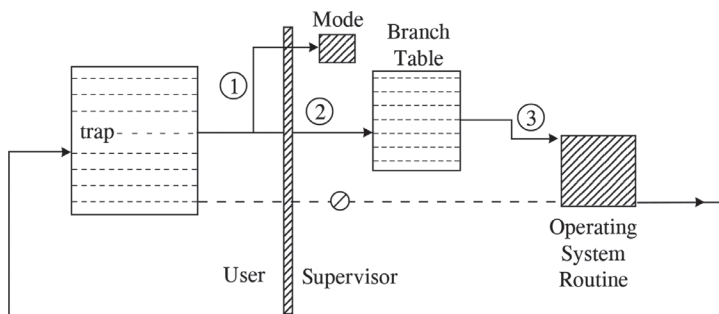 Mode
Branch
Table
①
②
③
trap
User
Supervisor
Operating
System
Routine